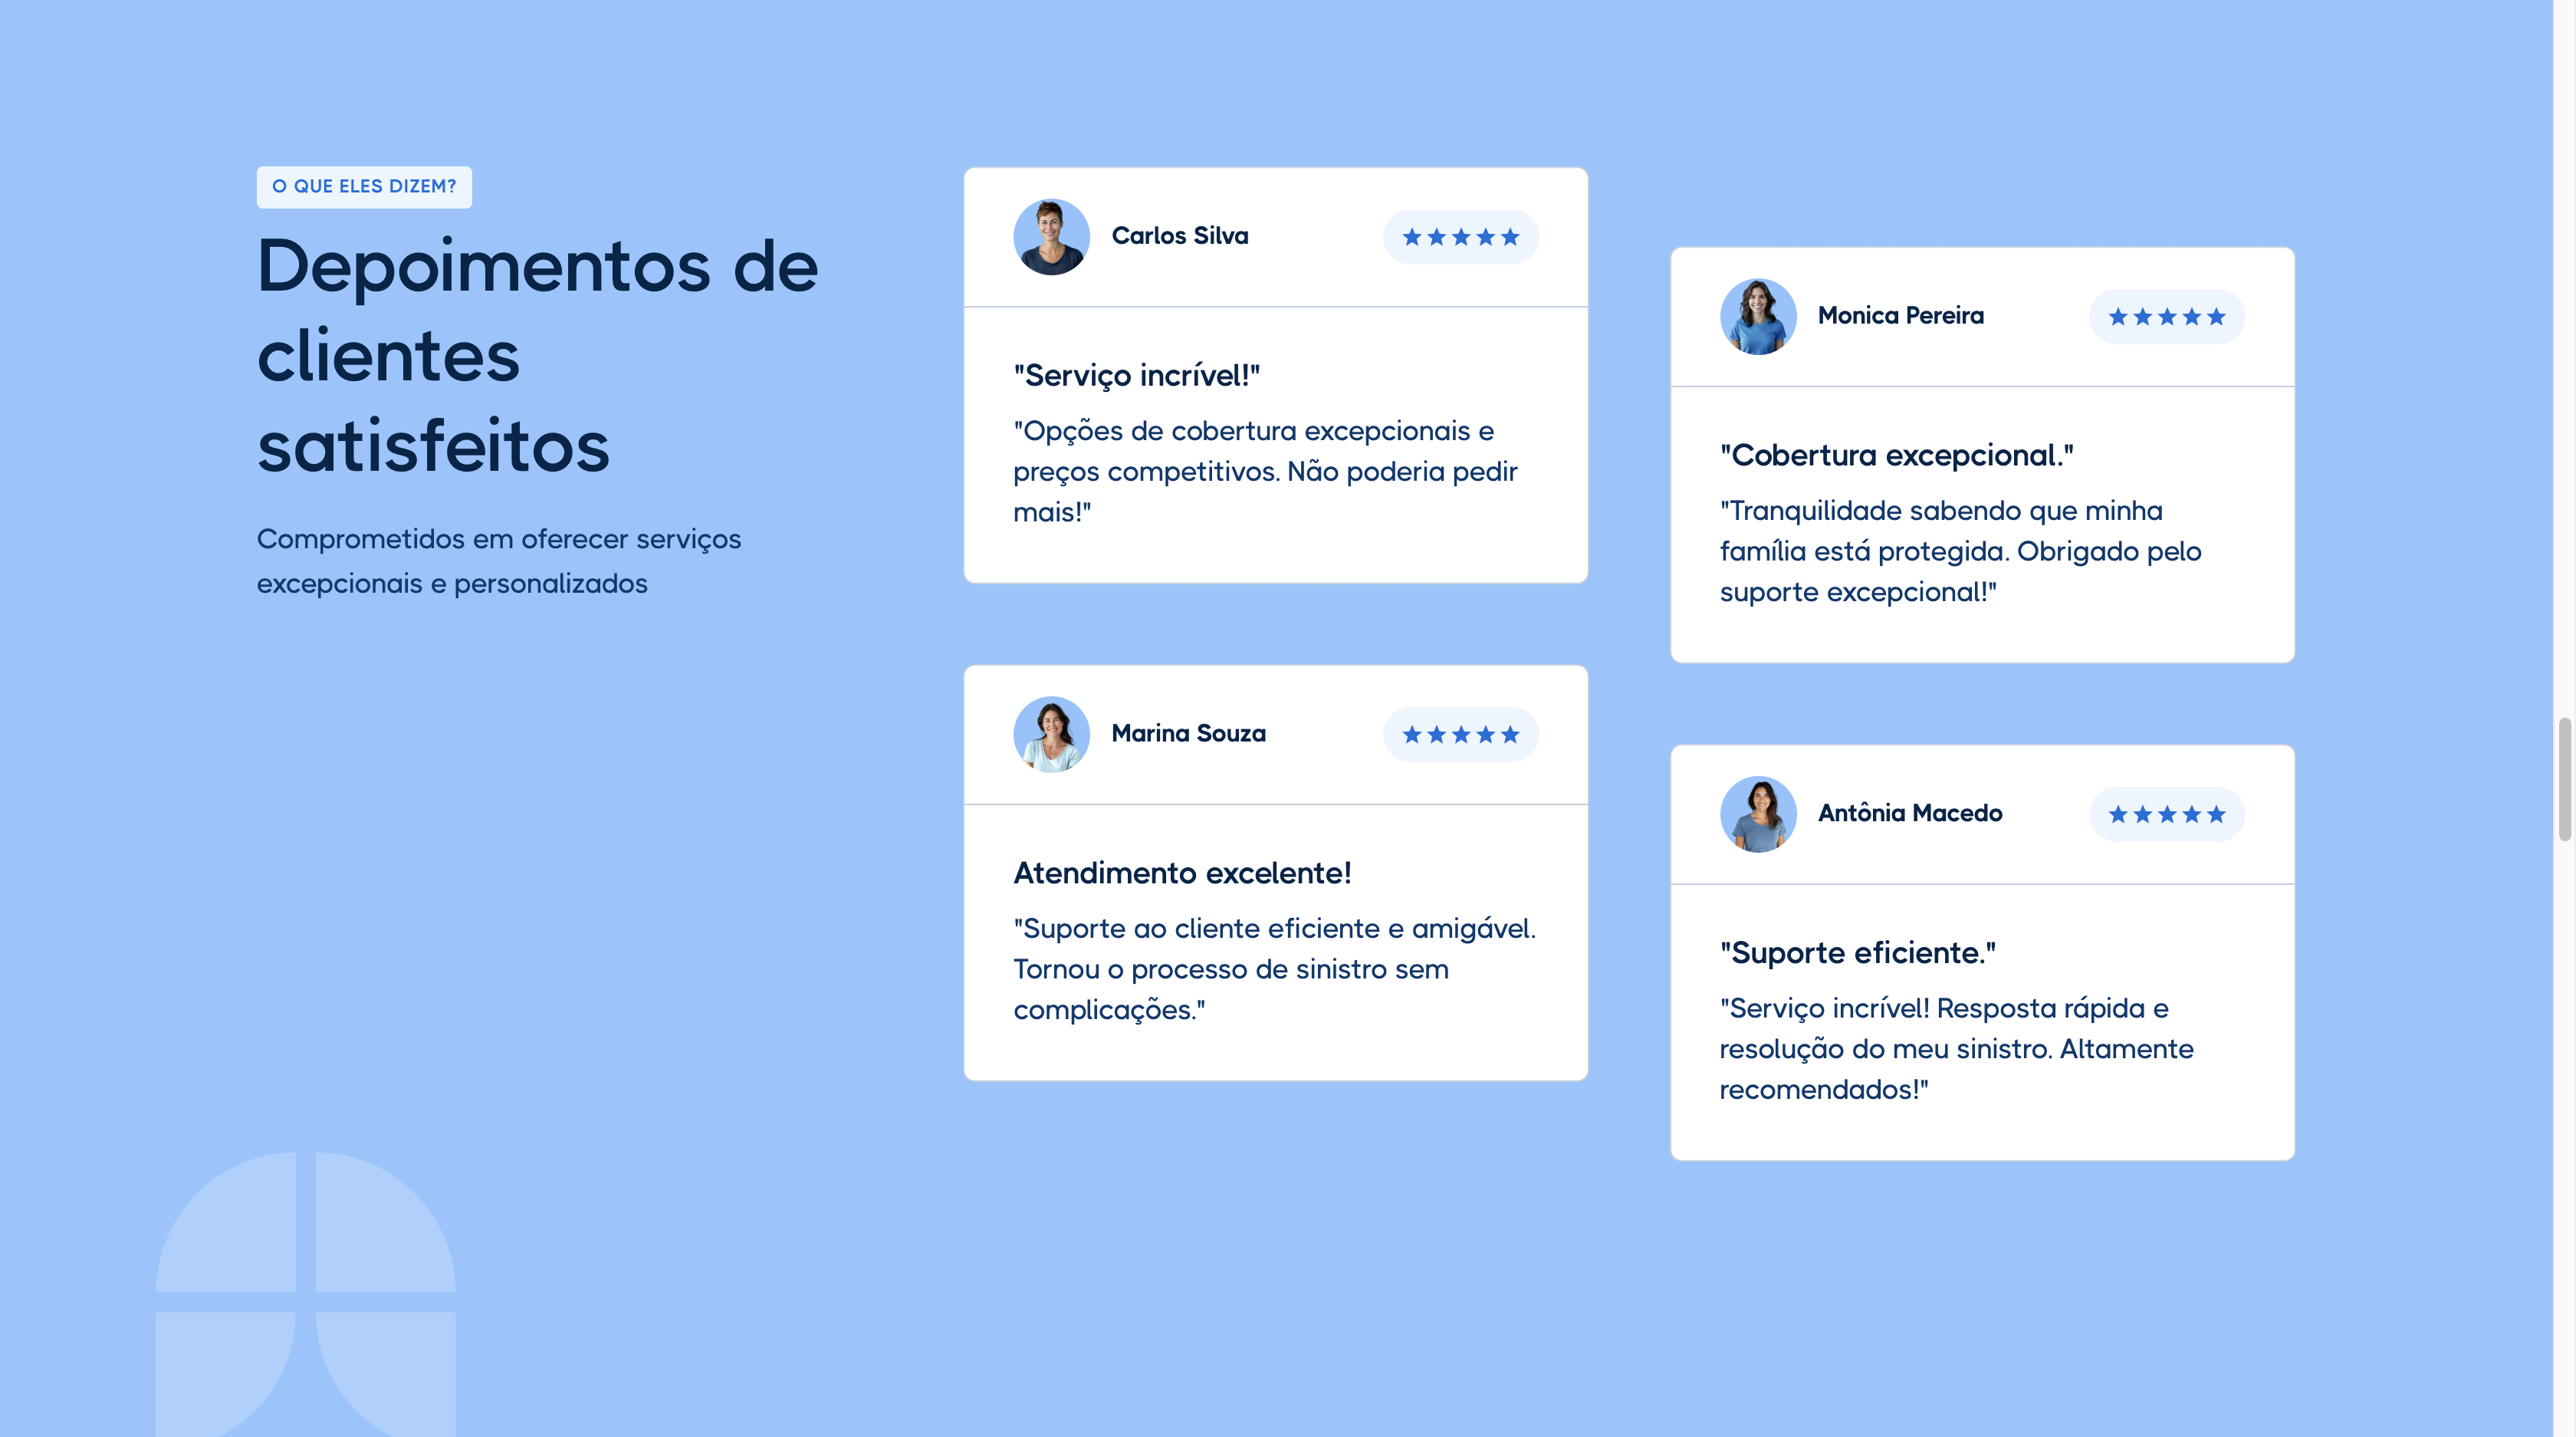 O QUE ELES DIZEM?
Depoimentos de
clientes
satisfeitos
Comprometidos em oferecer serviços
excepcionais e personalizados
Carlos Silva
"Serviço incrível!"
"Opções de cobertura excepcionais e
preços competitivos. Não poderia pedir
mais!"
Marina Souza
Atendimento excelente!
"Suporte ao cliente eficiente e amigável.
Tornou o processo de sinistro sem
complicações."
Monica Pereira
"Cobertura excepcional."
"Tranquilidade sabendo que minha
família está protegida. Obrigado pelo
suporte excepcional!"
Antônia Macedo
"Suporte eficiente."
"Serviço incrível! Resposta rápida e
resolução do meu sinistro. Altamente
recomendados!"